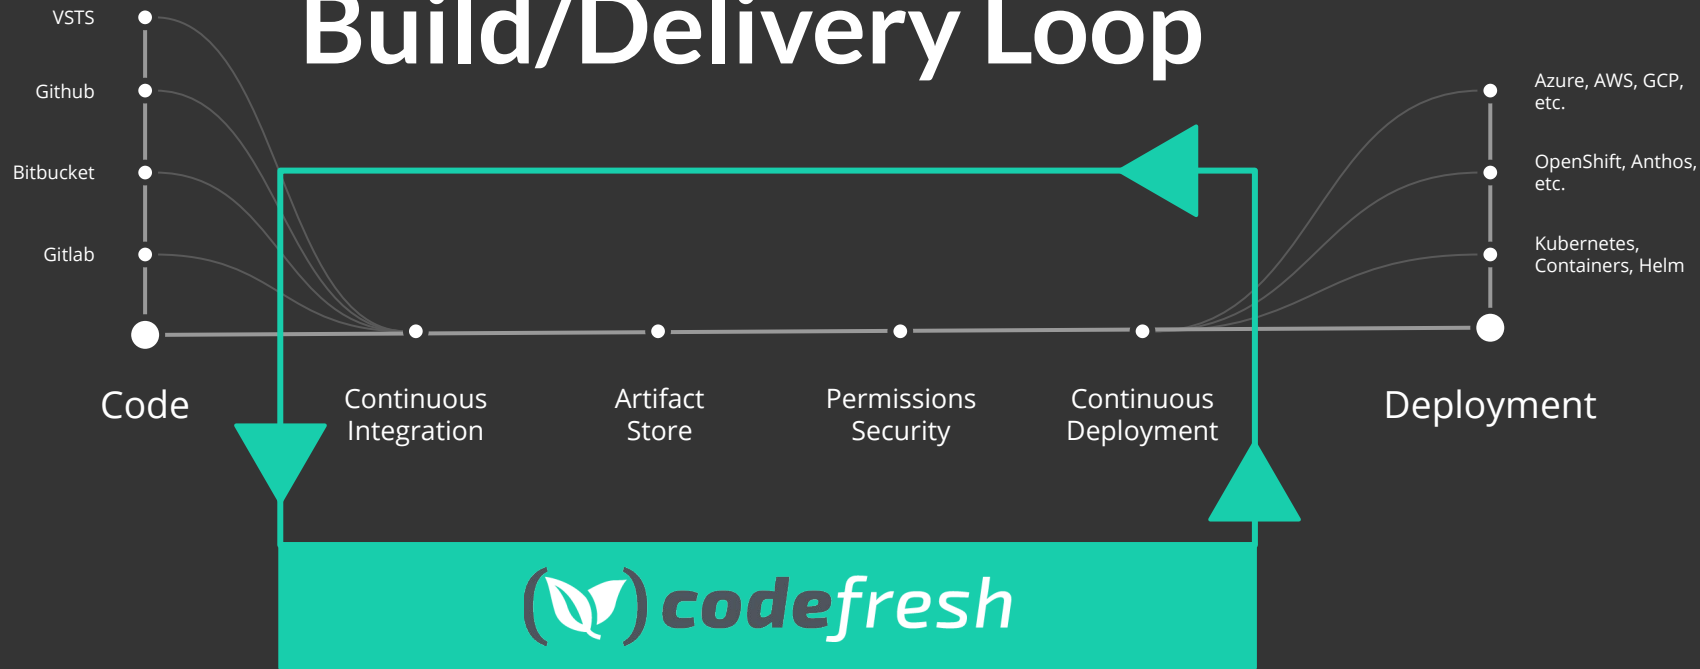 Build/Delivery Loop
VSTS
Github
Bitbucket
Gitlab
Code
Continuous
Integration
Artifact
Store
Permissions
Security
Continuous
Deployment
Azure, AWS, GCP,
etc.
OpenShift, Anthos,
etc.
Kubernetes,
Containers, Helm
Deployment
codefresh